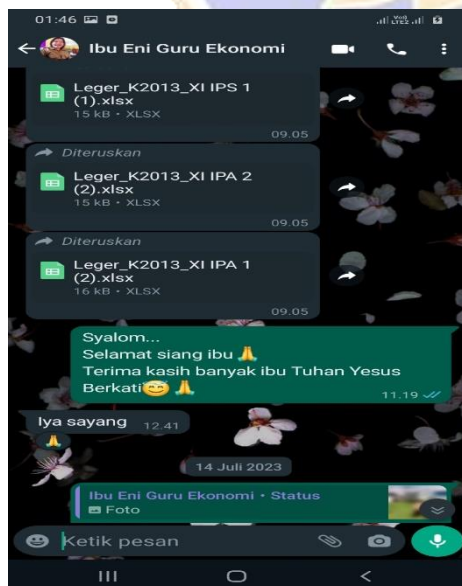 01:46
Ibu Eni Guru Ekonomi
Leger_K2013_XI IPS 1
(1).xlsx
15 kB • XLSX
09.05
Diteruskan
Leger_K2013_XI IPA 2
(2).xlsx
15 kB • XLSX
09.05
Diteruskan
Leger_K2013_XI IPA 1
(2).xlsx
16 kB • XLSX
09.05
Syalom...
Selamat siang ibu 🙏
Terima kasih banyak ibu Tuhan Yesus
Berkati😇 🙏
11.19
Iya sayang
🙏
12.41
14 Juli 2023
Ibu Eni Guru Ekonomi • Status
Foto
Ketik pesan